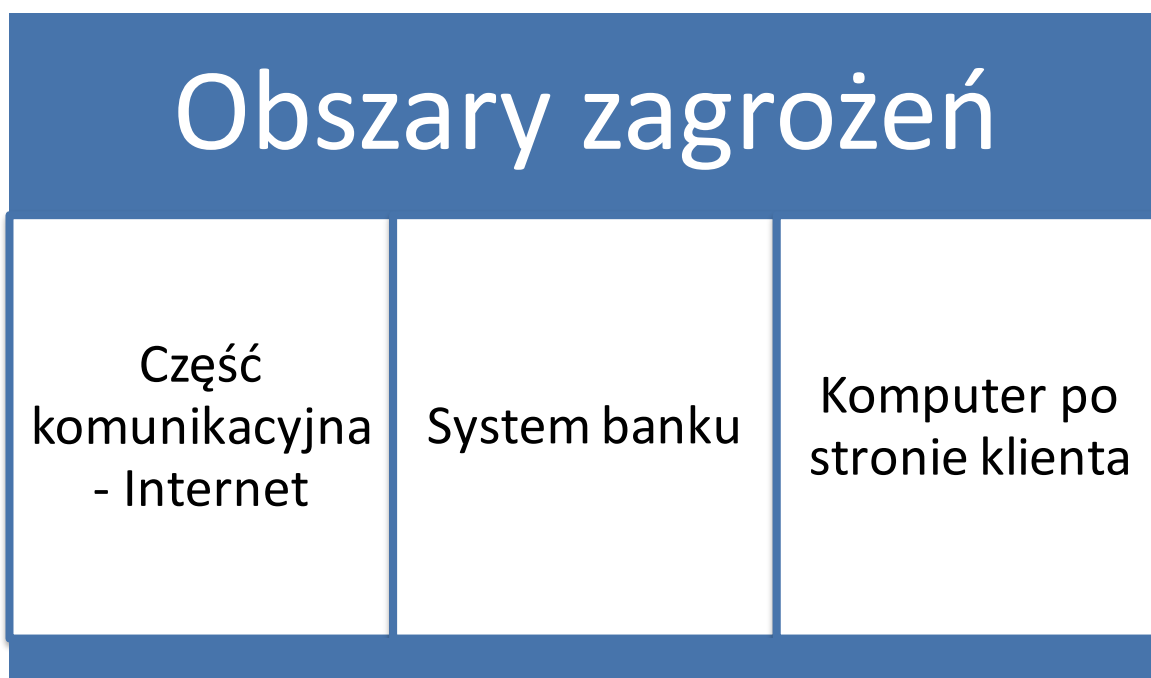 Obszary zagrożeń
Część
komunikacyjna
- Internet
System banku
Komputer po
stronie klienta